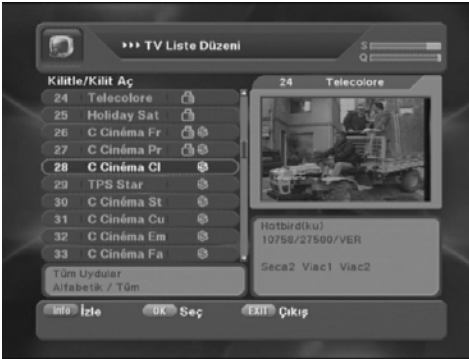 ››› TV Liste Düzeni
S
Q
Kilitle/Kilit Aç
24 Telecolore
25 Holiday Sat
26 C Cinéma Fr
27 C Cinéma Pr
28 C Cinéma Cl
29 TPS Star
30 C Cinéma St
31 C Cinéma Cu
32 C Cinéma Em
33 C Cinéma Fa
Tüm Uydular
Alfabetik / Tüm
24 Telecolore
Hotbird(ku)
10758/27500/VER
Seca2 Viac1 Viac2
Info İzle OK Seç EXIT Çıkış